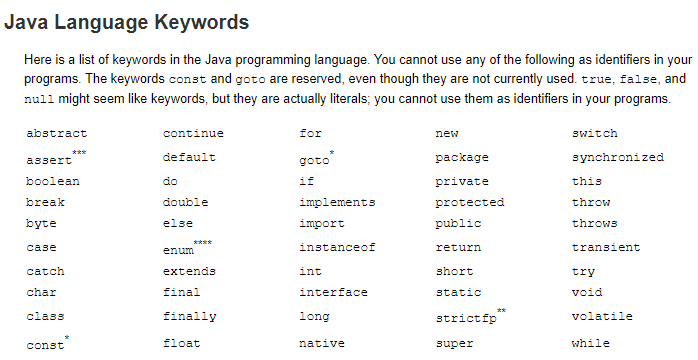 Java Language Keywords
Here is a list of keywords in the Java programming language. You cannot use any of the following as identifiers in your
programs. The keywords const and goto are reserved, even though they are not currently used. true, false, and
null might seem like keywords, but they are actually literals; you cannot use them as identifiers in your programs.
abstract continue for new switch
assert*** default goto* package synchronized
boolean do if private this
break double implements protected throw
byte else import public throws
case enum**** instanceof return transient
catch extends int short try
char final interface static void
class finally long strictfp** volatile
const* float native super while